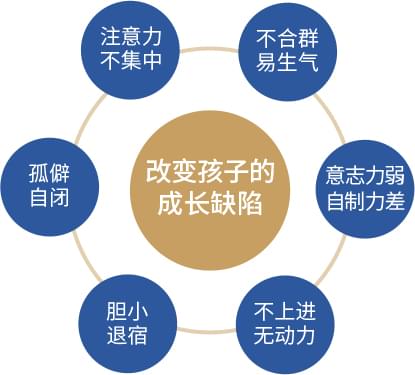 注意力
不集中
不合群
易生气
孤僻
自闭
改变孩子的
成长缺陷
意志力弱
自制力差
胆小
退宿
不上进
无动力